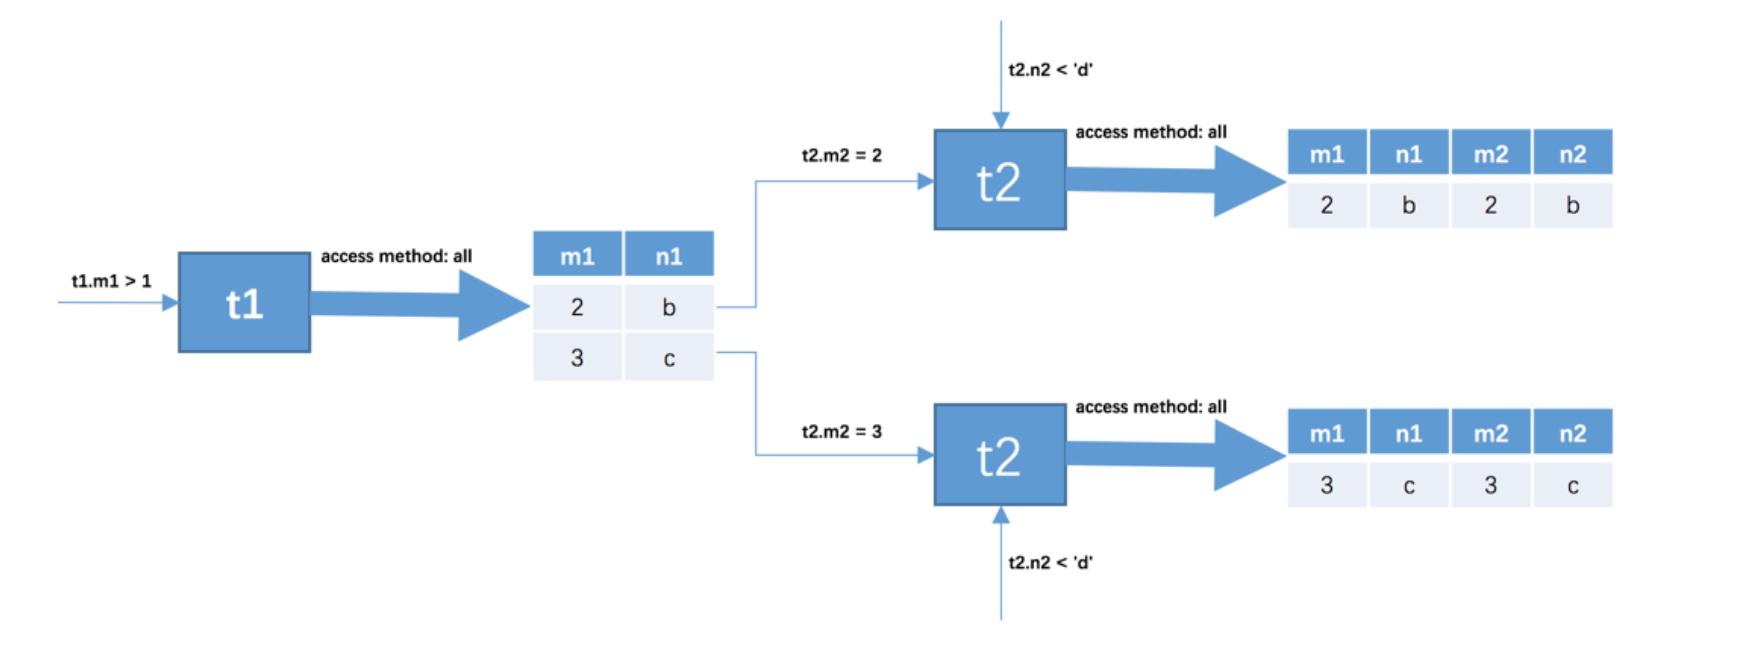 t1.m1 > 1
t1
access method: all
m1 n1
2 b
3 c
t2.m2 = 2
t2.n2 < 'd'
t2
access method: all
m1 n1 m2 n2
2 b 2 b
t2.m2 = 3
t2
access method: all
t2.n2 < 'd'
m1 n1 m2 n2
3 c 3 c